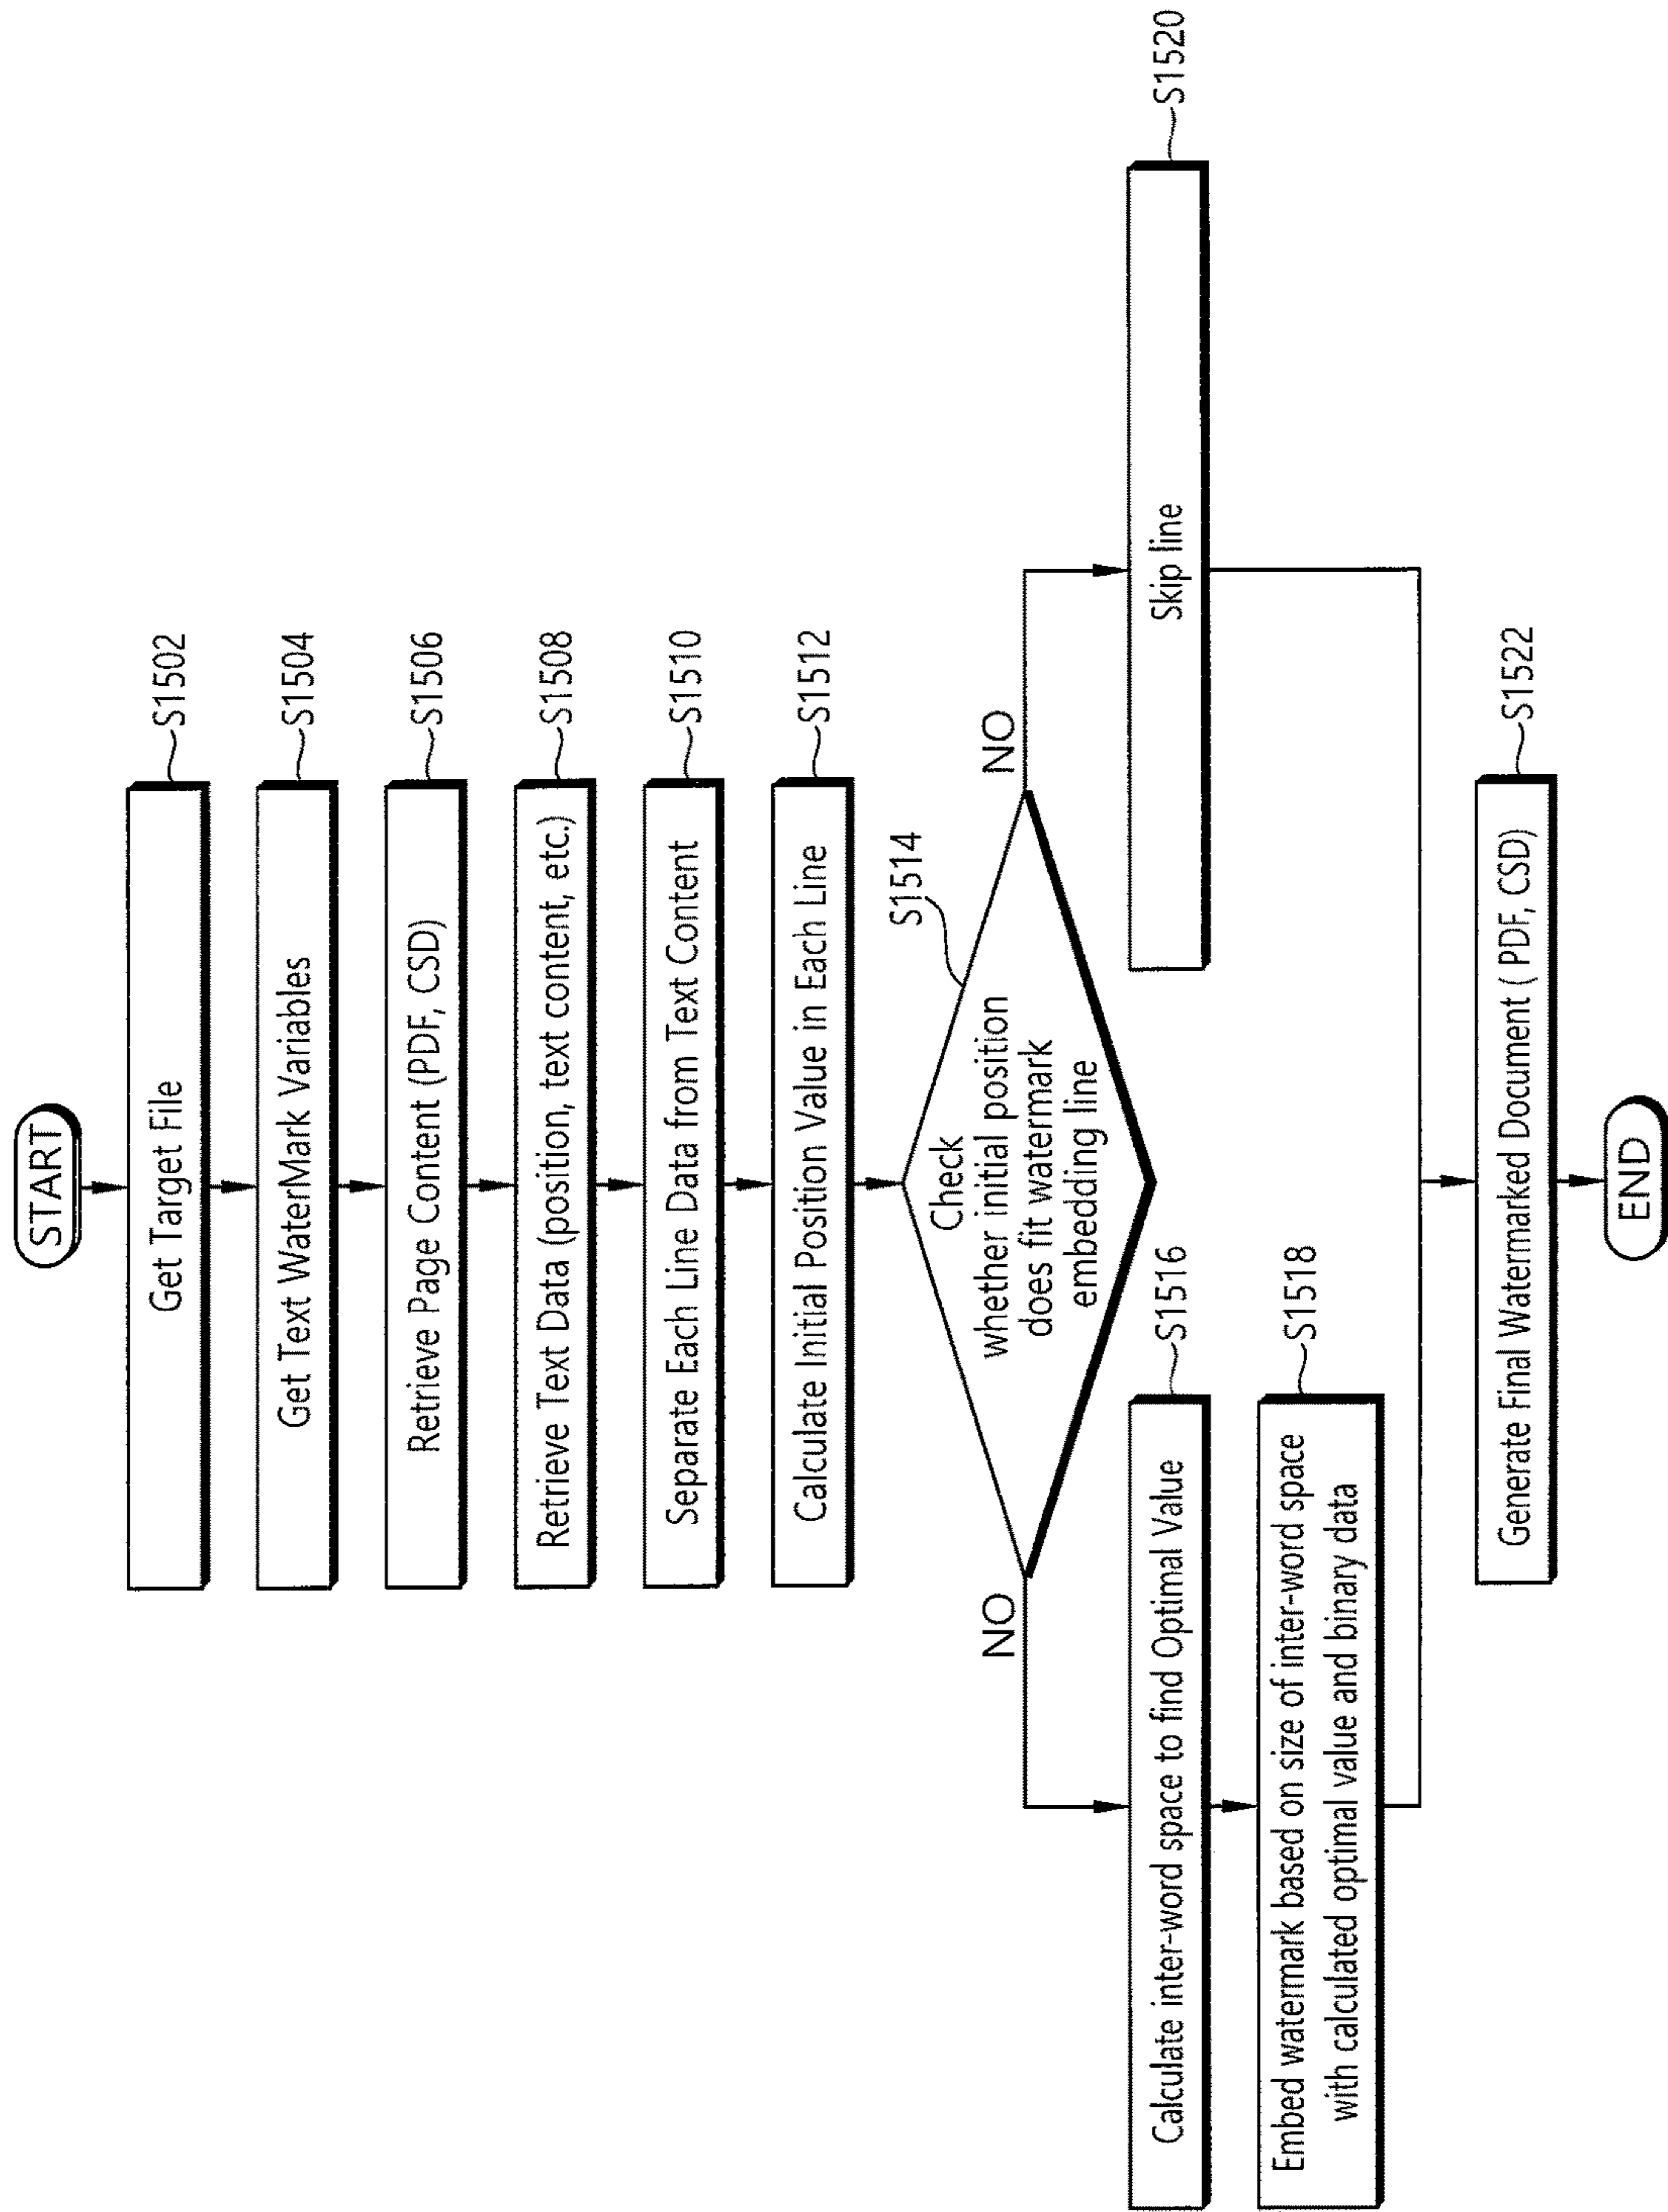 START
Get Target File
S1502
Get Text WaterMark Variables
S1504
Retrieve Page Content (PDF, CSD)
S1506
Retrieve Text Data (position, text content, etc.)
S1508
Separate Each Line Data from Text Content
S1510
Calculate Initial Position Value in Each Line
S1512
S1514
Check
whether initial position
does fit watermark
embedding line
NO
NO
Calculate inter-word space to find Optimal Value
S1516
Embed watermark based on size of inter-word space
with calculated optimal value and binary data
S1518
Skip line
S1520
Generate Final Watermarked Document ( PDF, CSD)
S1522
END